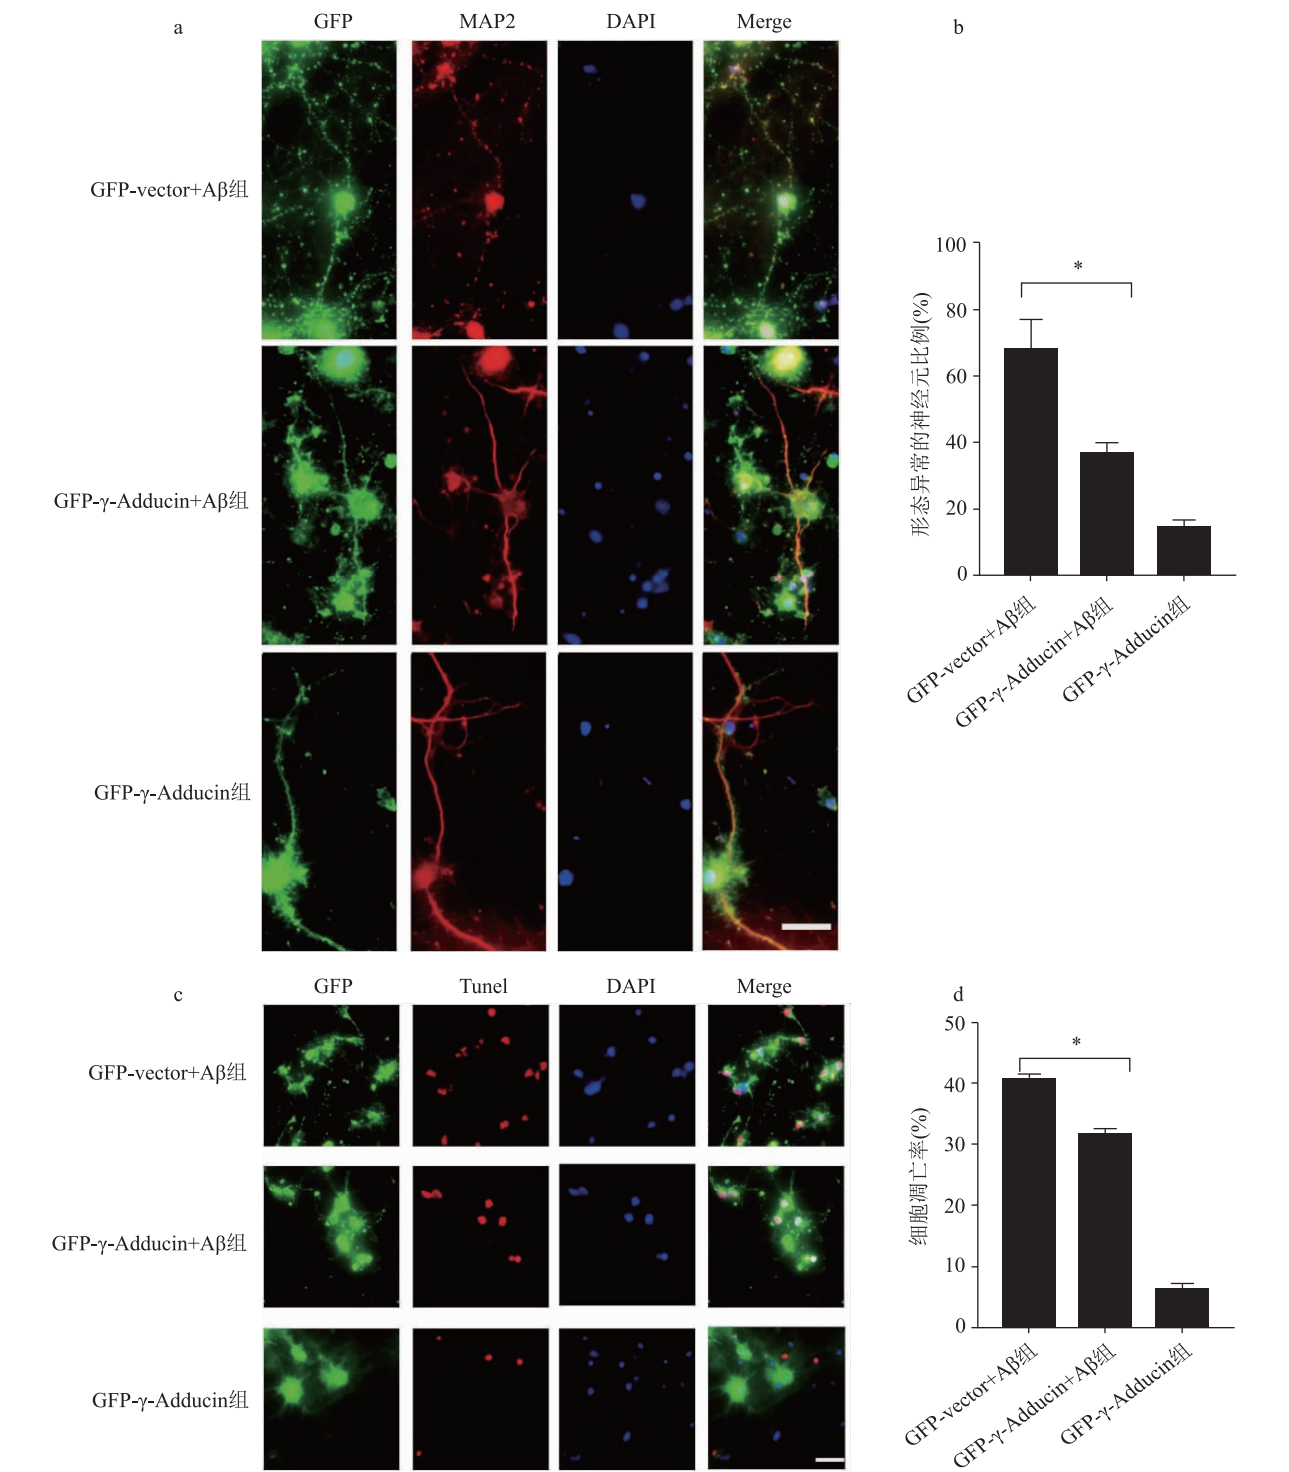 a
GFP MAP2 DAPI Merge
GFP-vector+Aβ组
GFP-γ-Adducin+Aβ组
GFP-γ-Adducin组
b
形态异常的神经元比例(%)
100
80
60
40
20
0
*
GFP-vector+Aβ组
GFP-γ-Adducin+Aβ组
GFP-γ-Adducin组
c
GFP Tunel DAPI Merge
GFP-vector+Aβ组
GFP-γ-Adducin+Aβ组
GFP-γ-Adducin组
d
细胞凋亡率(%)
50
40
30
20
10
0
*
GFP-vector+Aβ组
GFP-γ-Adducin+Aβ组
GFP-γ-Adducin组